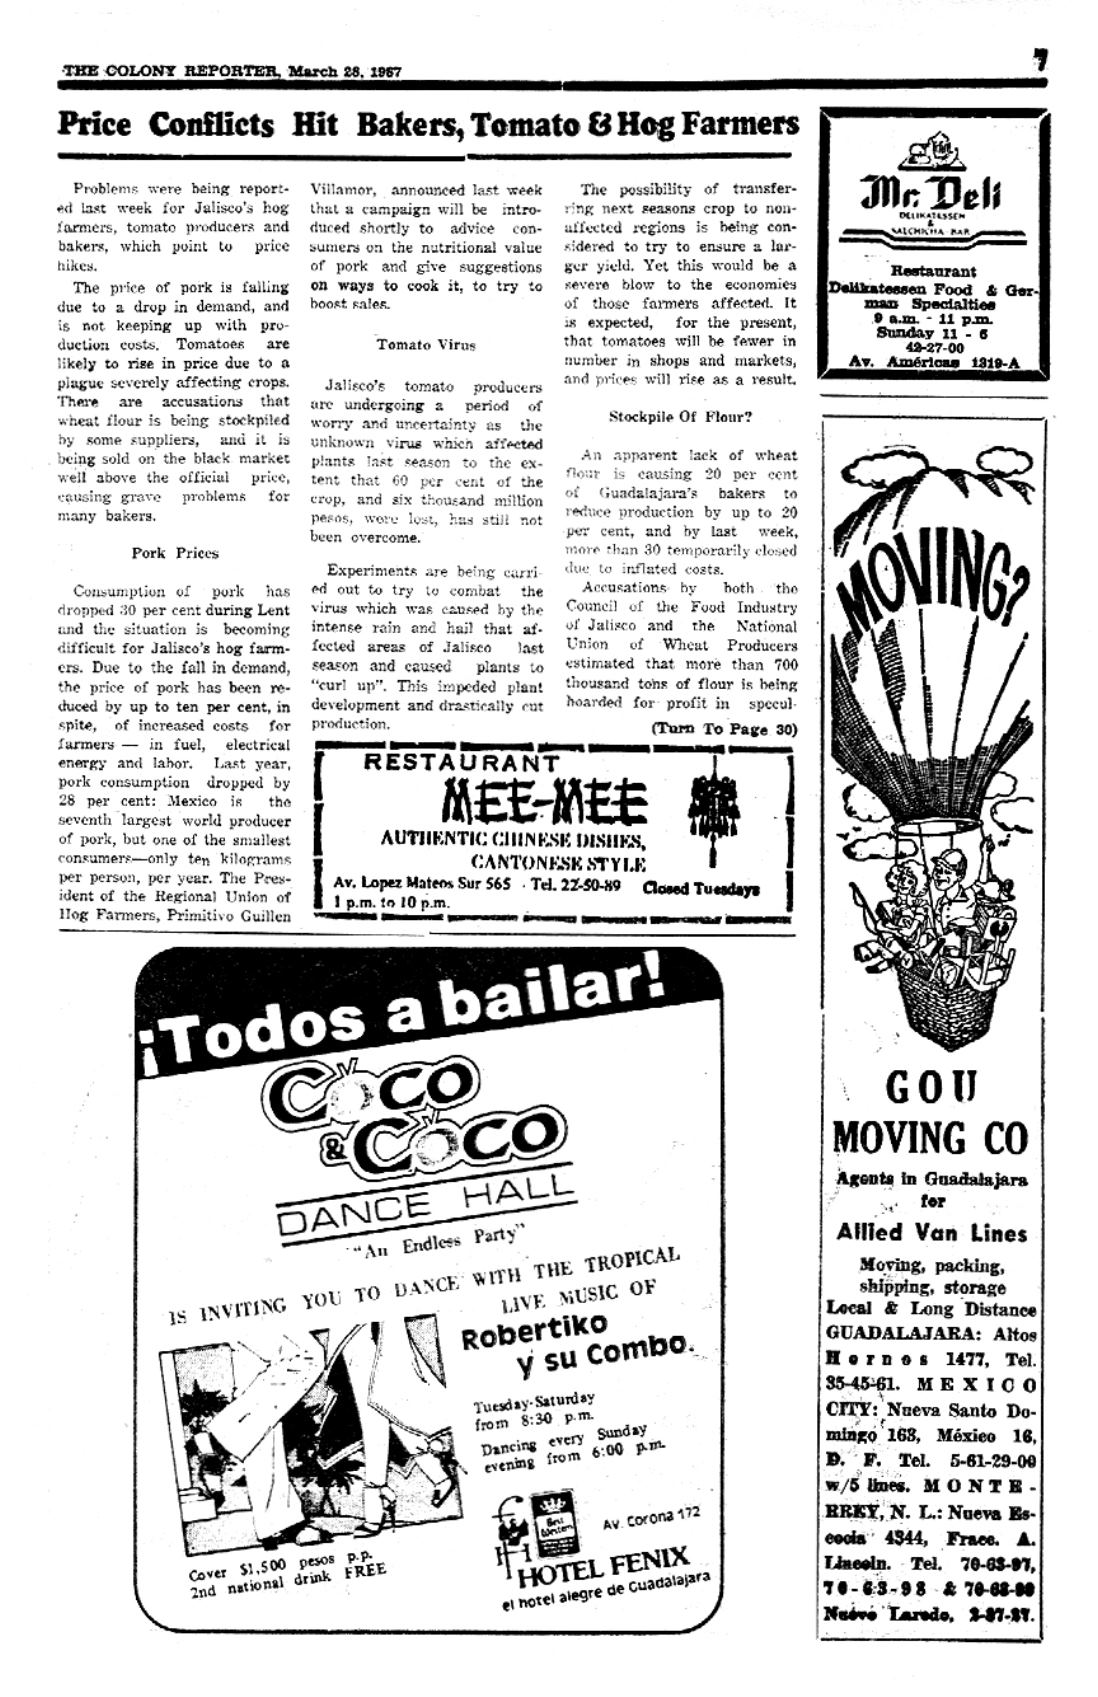 THE COLONY REPORTER, March 28, 1987
7
Price Conflicts Hit Bakers, Tomato & Hog Farmers
Problems were being report-
ed last week for Jalisco's hog
farmers, tomato producers and
bakers, which point to price
hikes.
The price of pork is falling
due to a drop in demand, and
is not keeping up with pro-
duction costs. Tomatoes are
likely to rise in price due to a
plague severely affecting crops.
There are accusations that
wheat flour is being stockpiled
by some suppliers, and it is
being sold on the black market
well above the official price,
causing grave problems for
many bakers.
Pork Prices
Consumption of pork has
dropped 30 per cent during Lent
and the situation is becoming
difficult for Jalisco's hog farm-
ers. Due to the fall in demand,
the price of pork has been re-
duced by up to ten per cent, in
spite, of increased costs for
farmers — in fuel, electrical
energy and labor. Last year,
pork consumption dropped by
28 per cent: Mexico is the
seventh largest world producer
of pork, but one of the smallest
consumers—only ten kilograms
per person, per year. The Pres-
ident of the Regional Union of
Hog Farmers, Primitivo Guillen
Villamor, announced last week
that a campaign will be intro-
duced shortly to advice con-
sumers on the nutritional value
of pork and give suggestions
on ways to cook it, to try to
boost sales.
Tomato Virus
Jalisco's tomato producers
are undergoing a period of
worry and uncertainty as the
unknown virus which affected
plants last season to the ex-
tent that 60 per cent of the
crop, and six thousand million
pesos, were lost, has still not
been overcome.
Experiments are being carri-
ed out to try to combat the
virus which was caused by the
intense rain and hail that af-
fected areas of Jalisco last
season and caused plants to
"curl up". This impeded plant
development and drastically cut
production.
The possibility of transfer-
ring next seasons crop to non-
affected regions is being con-
sidered to try to ensure a lar-
ger yield. Yet this would be a
severe blow to the economies
of those farmers affected. It
is expected, for the present,
that tomatoes will be fewer in
number in shops and markets,
and prices will rise as a result.
Stockpile Of Flour?
An apparent lack of wheat
flour is causing 20 per cent
of Guadalajara's bakers to
reduce production by up to 20
per cent, and by last week,
more than 30 temporarily closed
due to inflated costs.
Accusations by both the
Council of the Food Industry
of Jalisco and the National
Union of Wheat Producers
estimated that more than 700
thousand tons of flour is being
hoarded for profit in specul-
(Turn To Page 30)
RESTAURANT
MEE-MEE
AUTHENTIC CHINESE DISHES,
CANTONESE STYLE
Av. Lopez Mateos Sur 565 · Tel. 22-50-89 Closed Tuesdays
1 p.m. to 10 p.m.
¡Todos a bailar!
COCO
& COCO
DANCE HALL
"An Endless Party"
IS INVITING YOU TO DANCE WITH THE TROPICAL
LIVE MUSIC OF
Robertiko
y su Combo.
Tuesday-Saturday
from 8:30 p.m.
Dancing every Sunday
evening from 6:00 p.m.
Cover $1,500 pesos p.p.
2nd national drink FREE
Best
Western
Av. Corona 172
HOTEL FENIX
el hotel alegre de Guadalajara
Mr. Deli
DELIKATESSEN
&
SALCHICHA BAR
Restaurant
Delikatessen Food & Ger-
man Specialties
9 a.m. - 11 p.m.
Sunday 11 - 6
42-27-00
Av. Américas 1319-A
MOVING?
GOU
MOVING CO
Agents in Guadalajara
for
Allied Van Lines
Moving, packing,
shipping, storage
Local & Long Distance
GUADALAJARA: Altos
Hornos 1477, Tel.
35-45-61. MEXICO
CITY: Nueva Santo Do-
mingo 163, México 16,
D. F. Tel. 5-61-29-00
w/5 lines. MONTE-
RREY, N. L.: Nueva Es-
cocia 4344, Fracc. A.
Lincoln. Tel. 70-63-97,
70-63-98 &
Nuevo Laredo,